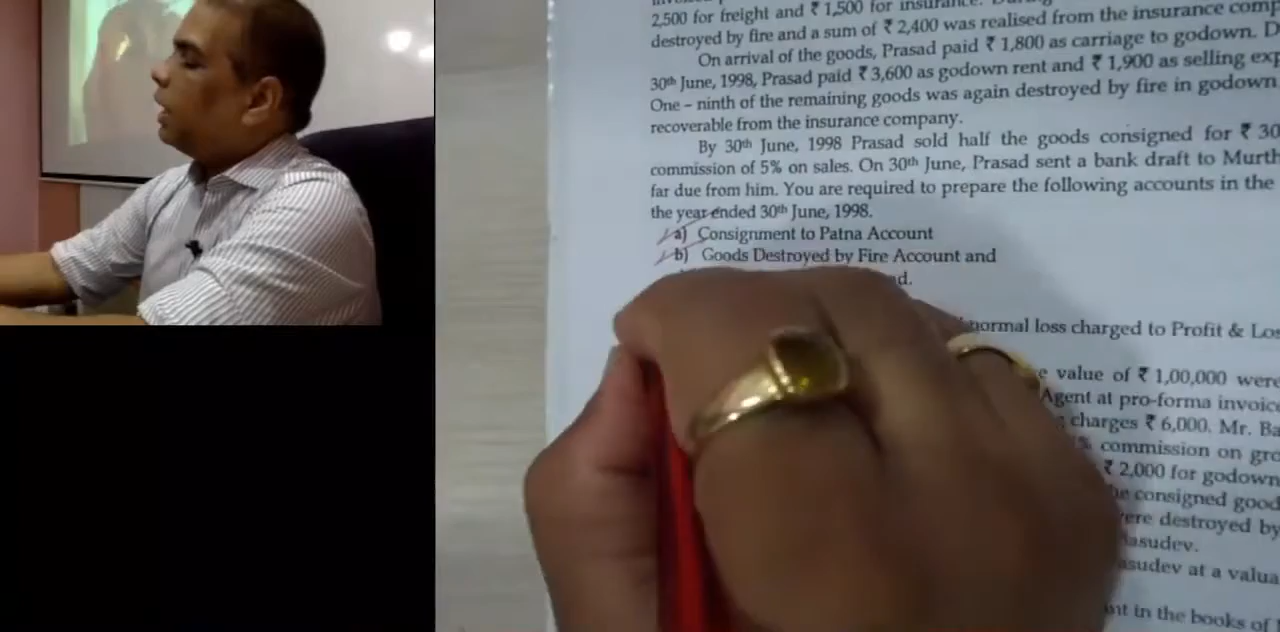 2,500 for freight and ₹ 1,500 for insurance.
destroyed by fire and a sum of ₹ 2,400 was realised from the insurance comp
On arrival of the goods, Prasad paid ₹ 1,800 as carriage to godown. D
30th June, 1998, Prasad paid ₹ 3,600 as godown rent and ₹ 1,900 as selling exp
One – ninth of the remaining goods was again destroyed by fire in godown
recoverable from the insurance company.
By 30th June, 1998 Prasad sold half the goods consigned for ₹ 30
commission of 5% on sales. On 30th June, Prasad sent a bank draft to Murth
far due from him. You are required to prepare the following accounts in the
the year ended 30th June, 1998.
a) Consignment to Patna Account
b) Goods Destroyed by Fire Account and
d.
normal loss charged to Profit & Los
e value of ₹ 1,00,000 were
Agent at pro-forma invoic
charges ₹ 6,000. Mr. Ba
% commission on gro
₹ 2,000 for godown
consigned good
ere destroyed by
asudev.
asudev at a valua
nt in the books of